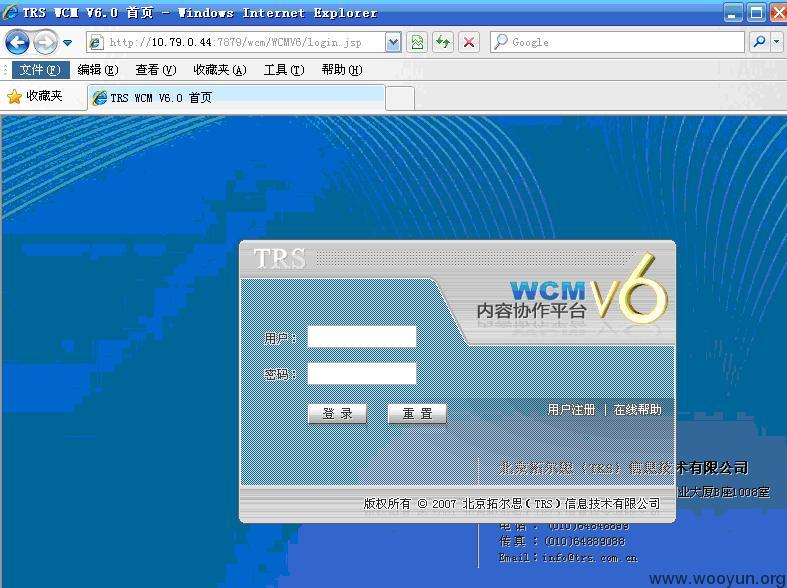 TRS WCM V6.0 首页 - Windows Internet Explorer
http://10.79.0.44:7879/wcm/WCMV6/login.jsp
Google
文件(F) 编辑(E) 查看(V) 收藏夹(A) 工具(T) 帮助(H)
收藏夹
TRS WCM V6.0 首页
TRS
WCM V6
内容协作平台
用户：
密码：
登 录 重 置
用户注册 | 在线帮助
北京拓尔思（TRS）信息技术有限公司
业大厦B座1008室
版权所有 © 2007 北京拓尔思(TRS)信息技术有限公司
电话：(010)64848899
传真：(010)64889088
Email：info@trs.com.cn
www.wooyun.org